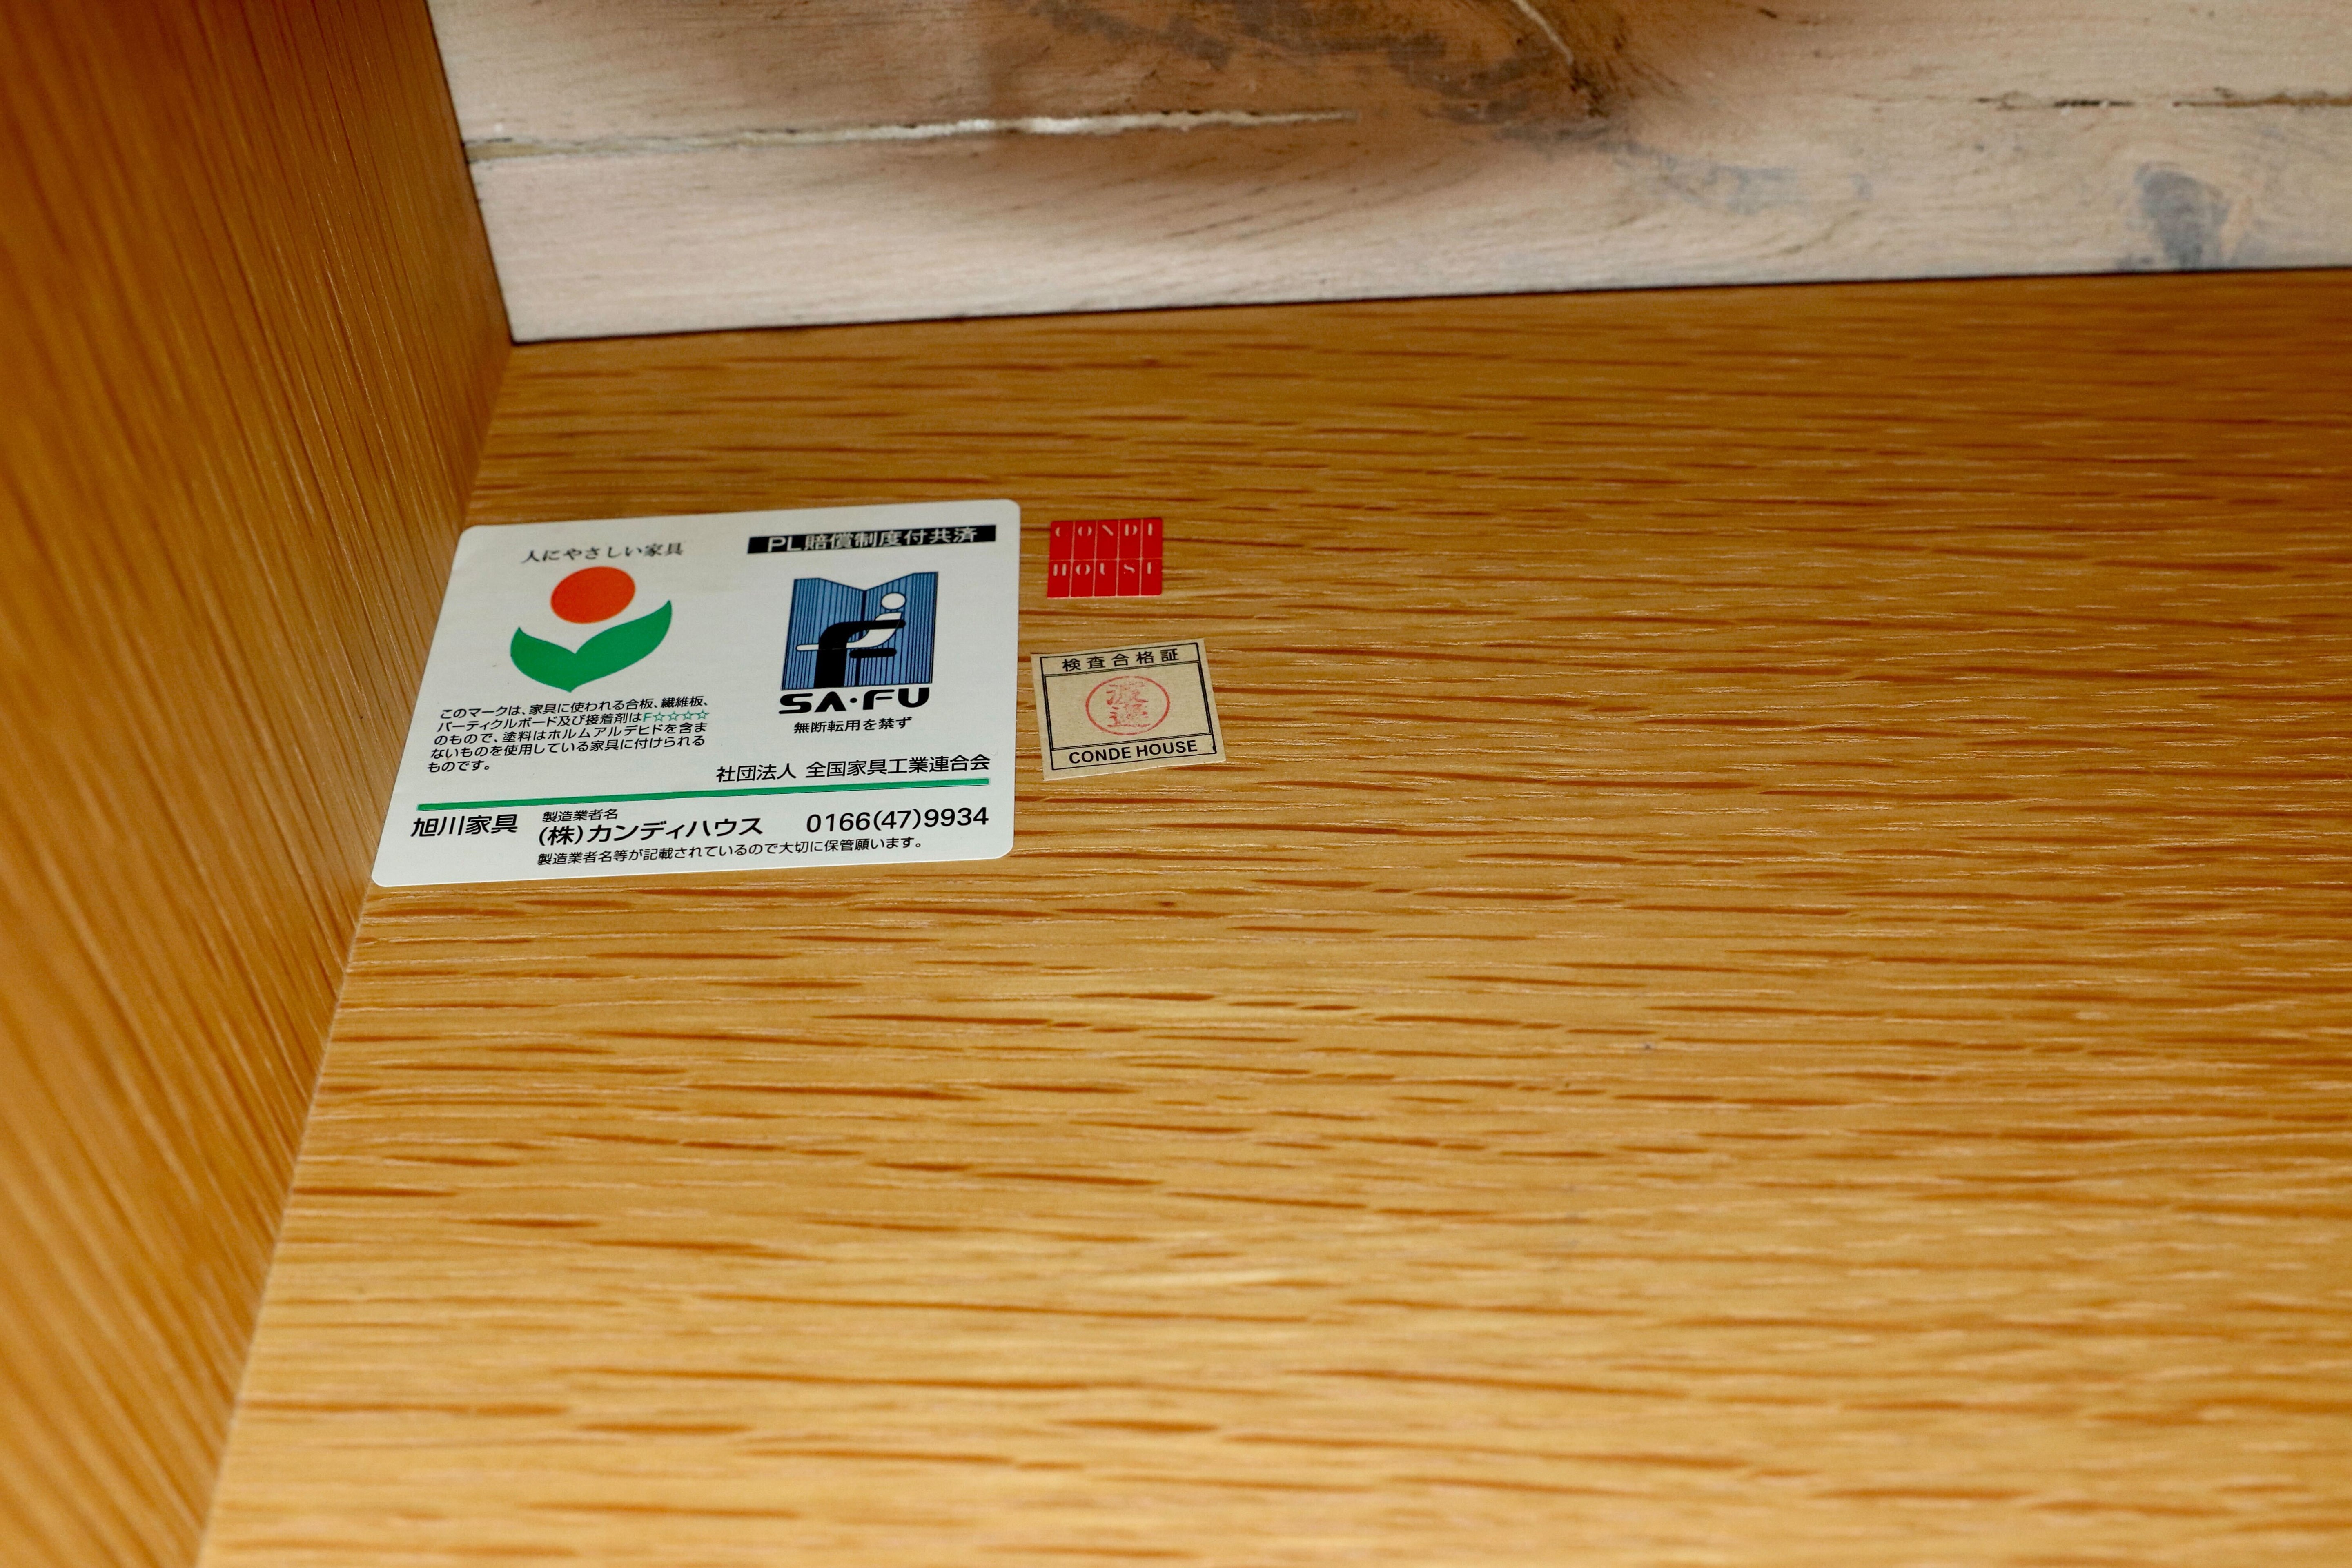 人にやさしい家具
このマークは、家具に使われる合板、繊維板、
パーティクルボード及び接着剤はF☆☆☆☆
のもので、塗料はホルムアルデヒドを含ま
ないものを使用している家具に付けられる
ものです。
PL賠償制度付共済
SA·FU
無断転用を禁ず
社団法人 全国家具工業連合会
旭川家具
製造業者名
(株)カンディハウス 0166(47)9934
製造業者名等が記載されているので大切に保管願います。
CONDE
HOUSE
検査合格証
渡邊
CONDE HOUSE